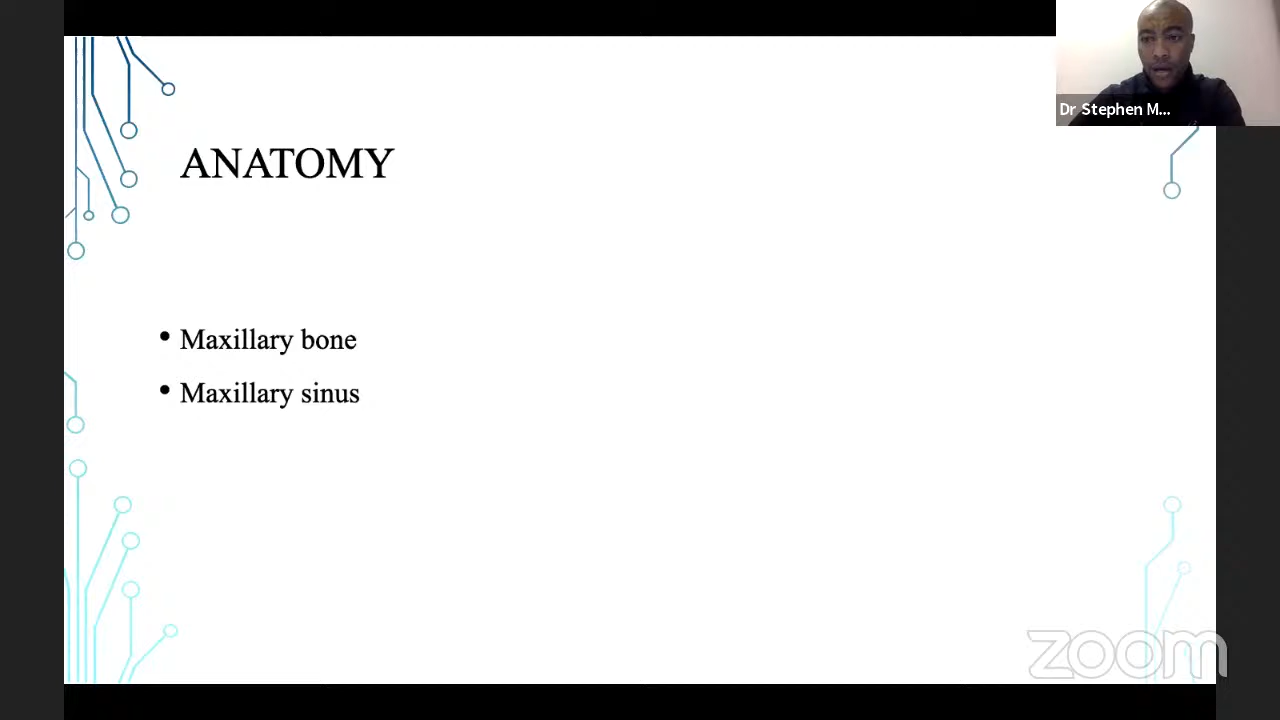 Dr Stephen M...
ANATOMY
• Maxillary bone
• Maxillary sinus
zoom